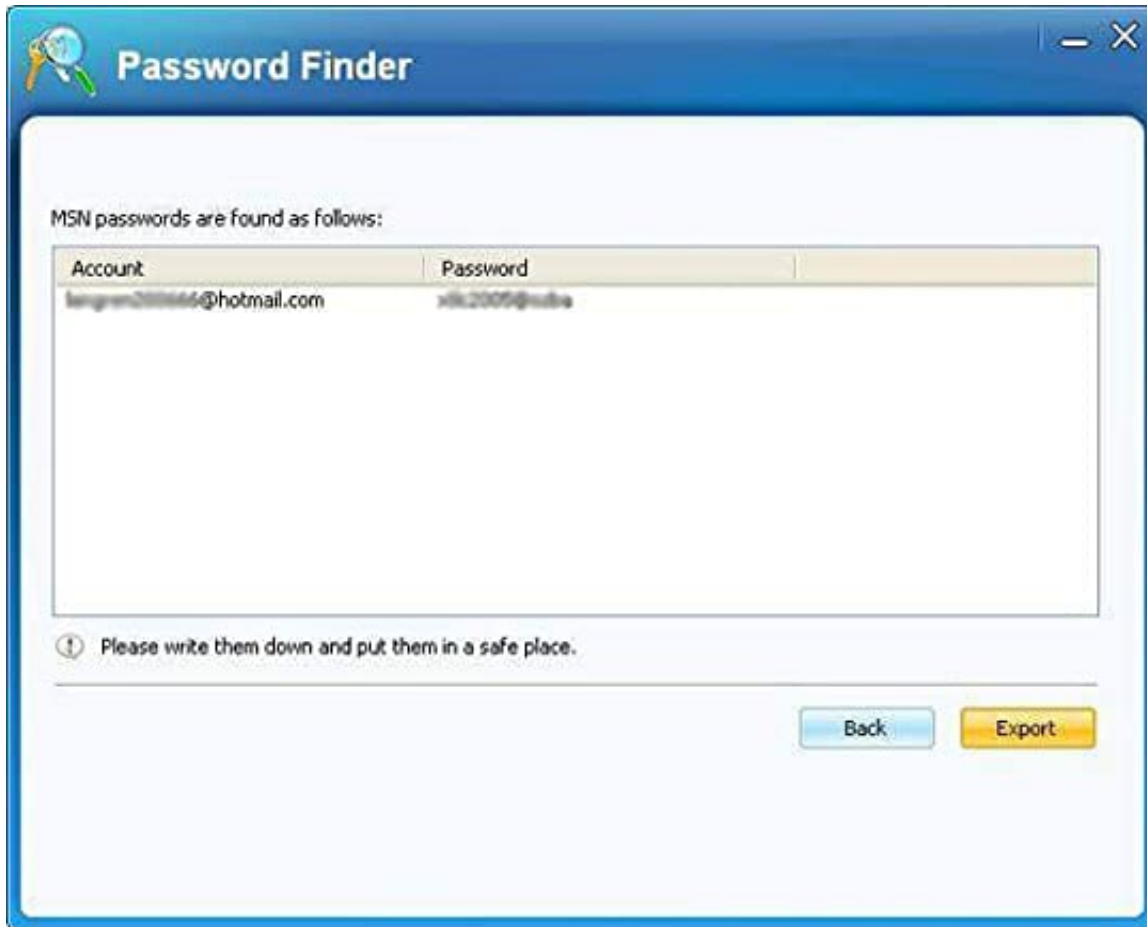 Password Finder
MSN passwords are found as follows:
Account Password
@hotmail.com
Please write them down and put them in a safe place.
Back Export